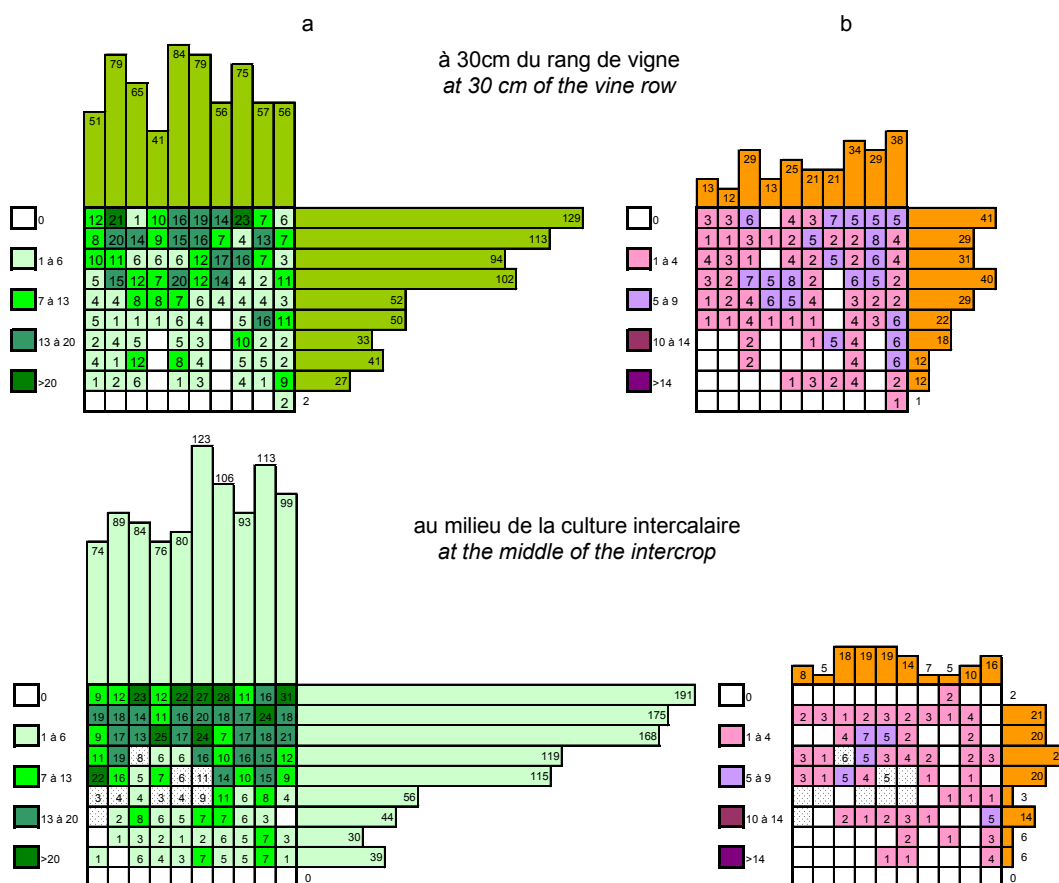 a
b
à 30cm du rang de vigne
at 30 cm of the vine row
51 79 65 41 84 79 56 75 57 56
0
12 21 1 10 16 19 14 23 7 6 129
8 20 14 9 15 16 7 4 13 7 113
1 à 6
10 11 6 6 6 12 17 16 7 3 94
5 15 12 7 20 12 14 4 2 11 102
7 à 13
4 4 8 8 7 6 4 4 4 3 52
5 1 1 1 6 4 5 16 11 50
13 à 20
2 4 5 5 3 10 2 2 33
4 1 12 8 4 5 5 2 41
>20
1 2 6 1 3 4 1 9 27
2 2
13 12 29 13 25 21 21 34 29 38
0
3 3 6 4 3 7 5 5 5 41
1 1 3 1 2 5 2 2 8 4 29
1 à 4
4 3 1 4 2 5 2 6 4 31
3 2 7 5 8 2 6 5 2 40
5 à 9
1 2 4 6 5 4 3 2 2 29
1 1 4 1 1 1 4 3 6 22
10 à 14
2 1 5 4 6 18
2 4 6 12
>14
1 3 2 4 2 12
1 1
au milieu de la culture intercalaire
at the middle of the intercrop
74 89 84 76 80 123 106 93 113 99
0
9 12 23 12 22 27 28 11 16 31 191
19 18 14 11 16 20 18 17 24 18 175
1 à 6
9 17 13 25 17 24 7 17 18 21 168
11 19 8 6 6 16 10 16 15 12 119
7 à 13
22 16 5 7 6 11 14 10 15 9 115
3 4 4 3 4 9 11 6 8 4 56
13 à 20
2 8 6 5 7 7 6 3 44
1 3 2 1 2 6 5 7 3 30
>20
1 6 4 3 7 5 5 7 1 39
0
8 5 18 19 19 14 7 5 10 16
0
2 2
2 3 1 2 3 2 3 1 4 21
1 à 4
4 7 5 2 2 20
3 1 6 5 3 4 2 2 3
5 à 9
3 1 5 4 5 1 1 20
1 1 1 3
10 à 14
2 1 2 3 1 5 14
2 1 3 6
>14
1 1 4 6
0